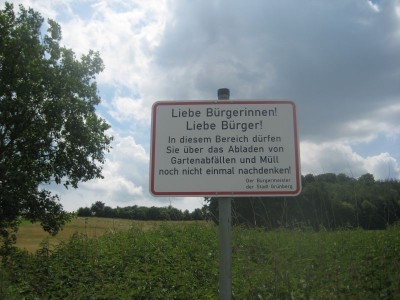 Liebe Bürgerinnen!
Liebe Bürger!
In diesem Bereich dürfen
Sie über das Abladen von
Gartenabfällen und Müll
noch nicht einmal nachdenken!
Der Bürgermeister
der Stadt Grünberg